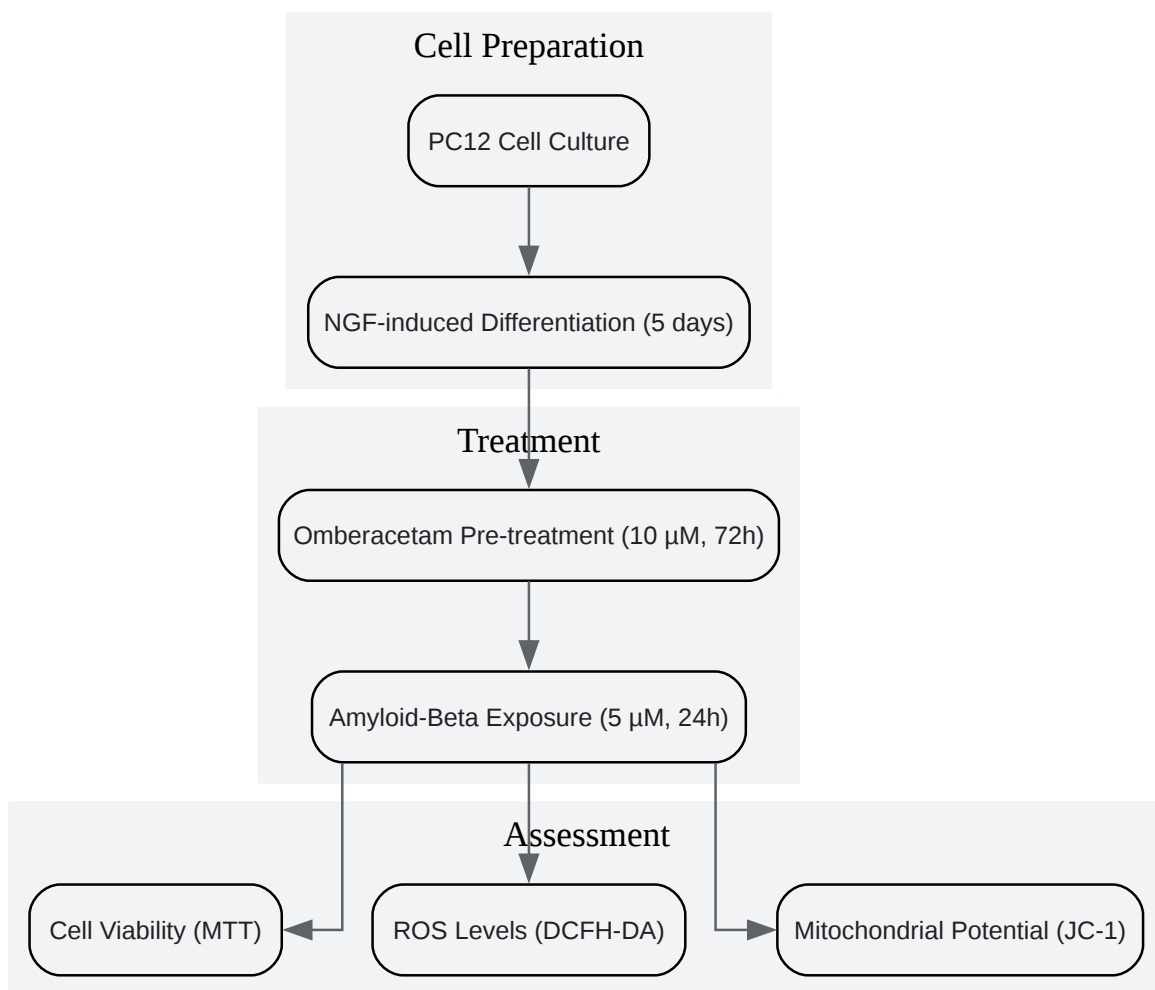 Cell Preparation
PC12 Cell Culture
NGF-induced Differentiation (5 days)
Treatment
Omberacetam Pre-treatment (10 µM, 72h)
Amyloid-Beta Exposure (5 µM, 24h)
Assessment
Cell Viability (MTT)
ROS Levels (DCFH-DA)
Mitochondrial Potential (JC-1)